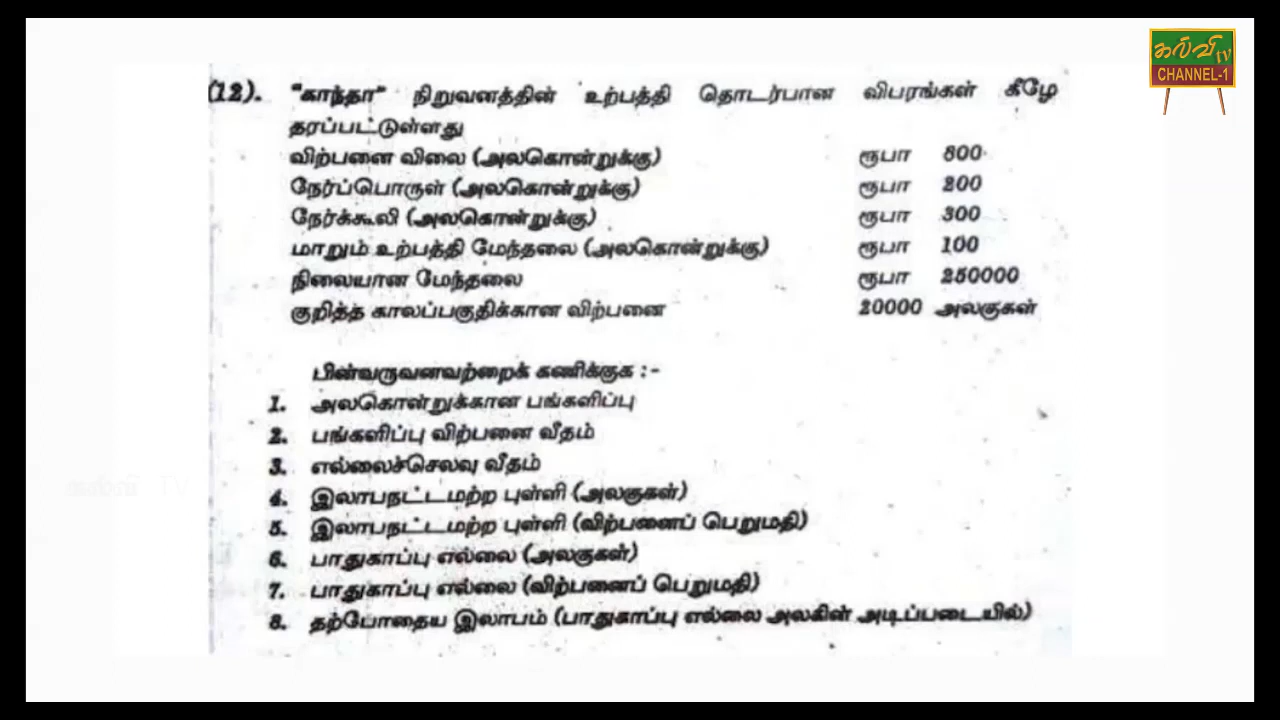 கல்வி TV
CHANNEL-1
(12). "காந்தா" நிறுவனத்தின் உற்பத்தி தொடர்பான விபரங்கள் கீழே
தரப்பட்டுள்ளது
விற்பனை விலை (அலகொன்றுக்கு) ரூபா 800
நேர்ப்பொருள் (அலகொன்றுக்கு) ரூபா 200
நேர்க்கூலி (அலகொன்றுக்கு) ரூபா 300
மாறும் உற்பத்தி மேந்தலை (அலகொன்றுக்கு) ரூபா 100
நிலையான மேந்தலை ரூபா 250000
குறித்த காலப்பகுதிக்கான விற்பனை 20000 அலகுகள்
பின்வருவனவற்றைக் கணிக்குக :-
1. அலகொன்றுக்கான பங்களிப்பு
2. பங்களிப்பு விற்பனை வீதம்
3. எல்லைச்செலவு வீதம்
4. இலாபநட்டமற்ற புள்ளி (அலகுகள்)
5. இலாபநட்டமற்ற புள்ளி (விற்பனைப் பெறுமதி)
6. பாதுகாப்பு எல்லை (அலகுகள்)
7. பாதுகாப்பு எல்லை (விற்பனைப் பெறுமதி)
8. தற்போதைய இலாபம் (பாதுகாப்பு எல்லை அலகின் அடிப்படையில்)